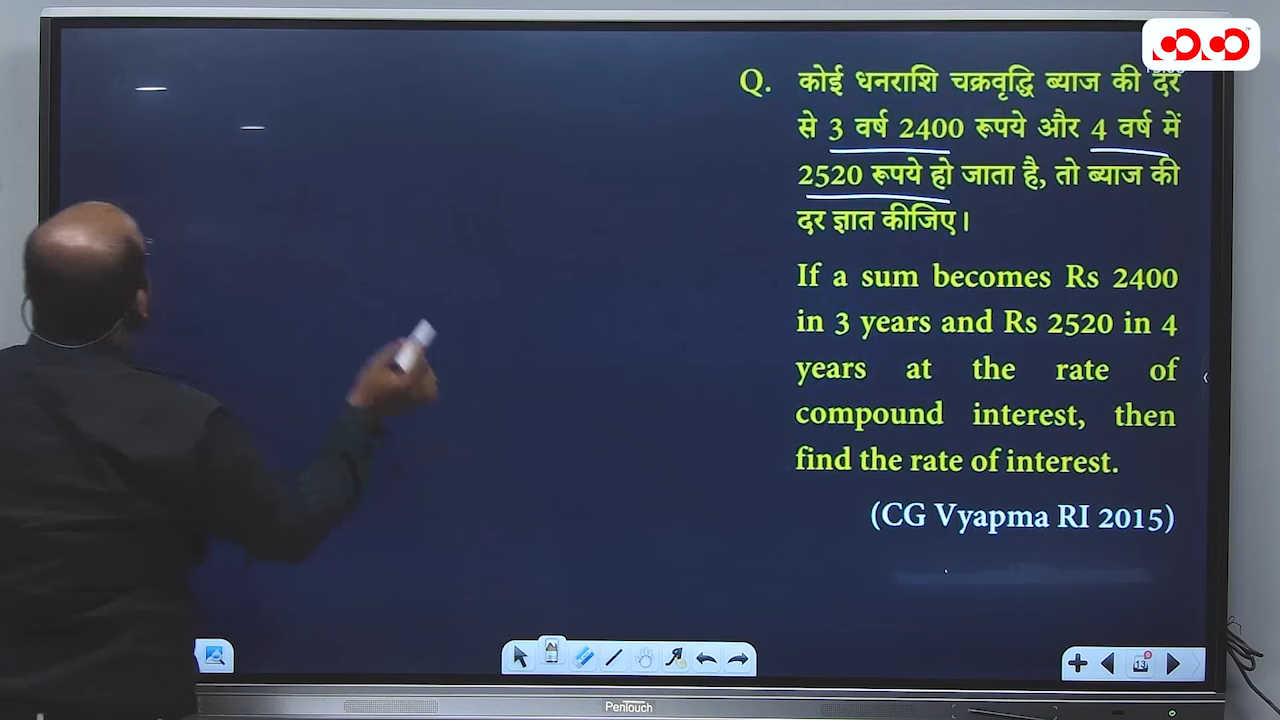 Q. कोई धनराशि चक्रवृद्धि ब्याज की दर
से 3 वर्ष 2400 रूपये और 4 वर्ष में
2520 रूपये हो जाता है, तो ब्याज की
दर ज्ञात कीजिए।
If a sum becomes Rs 2400
in 3 years and Rs 2520 in 4
years at the rate of
compound interest, then
find the rate of interest.
(CG Vyapma RI 2015)
13
PenTouch